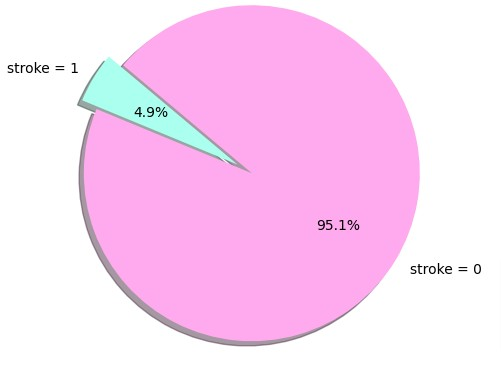 stroke = 1
4.9%
95.1%
stroke = 0